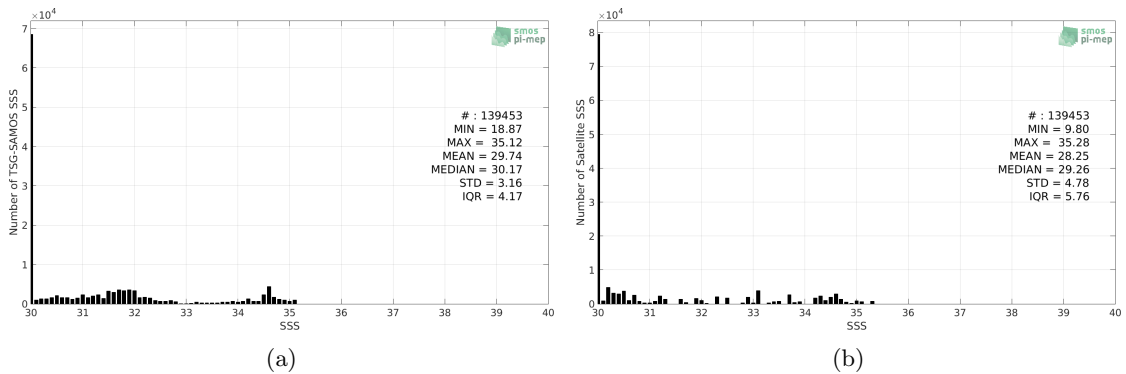 ×10⁴
7
6
5
4
3
2
1
0
Number of TSG-SAMOS SSS
smos
pi-mep
# : 139453
MIN = 18.87
MAX = 35.12
MEAN = 29.74
MEDIAN = 30.17
STD = 3.16
IQR = 4.17
30 31 32 33 34 35 36 37 38 39 40
SSS
(a)
×10⁴
8
7
6
5
4
3
2
1
0
Number of Satellite SSS
smos
pi-mep
# : 139453
MIN = 9.80
MAX = 35.28
MEAN = 28.25
MEDIAN = 29.26
STD = 4.78
IQR = 5.76
30 31 32 33 34 35 36 37 38 39 40
SSS
(b)